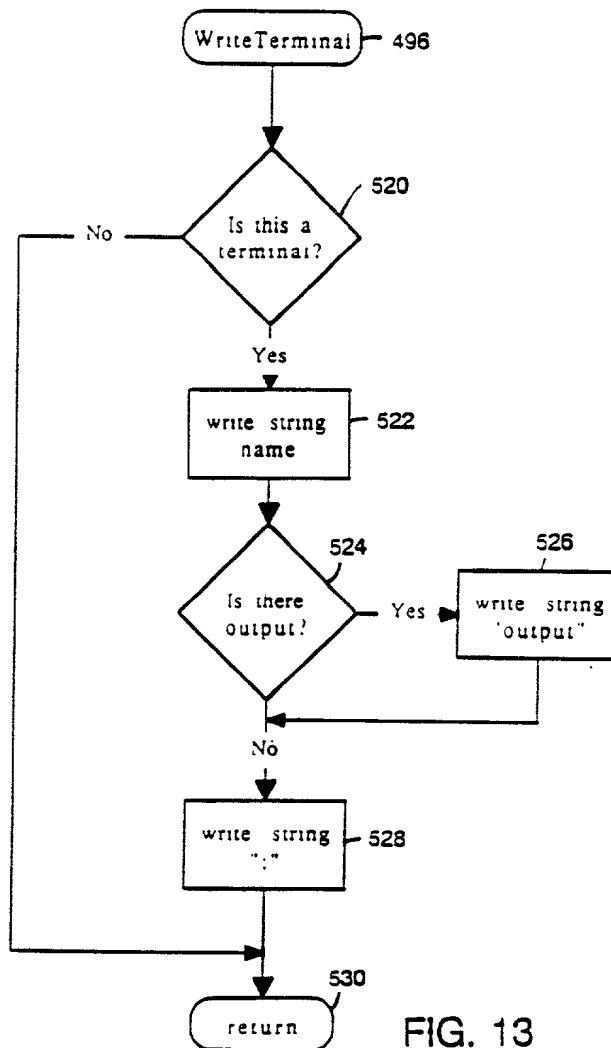 WriteTerminal
496
520
Is this a
terminal?
No
Yes
write string
name
522
524
Is there
output?
Yes
526
write string
"output"
No
write string
";"
528
530
return
FIG. 13